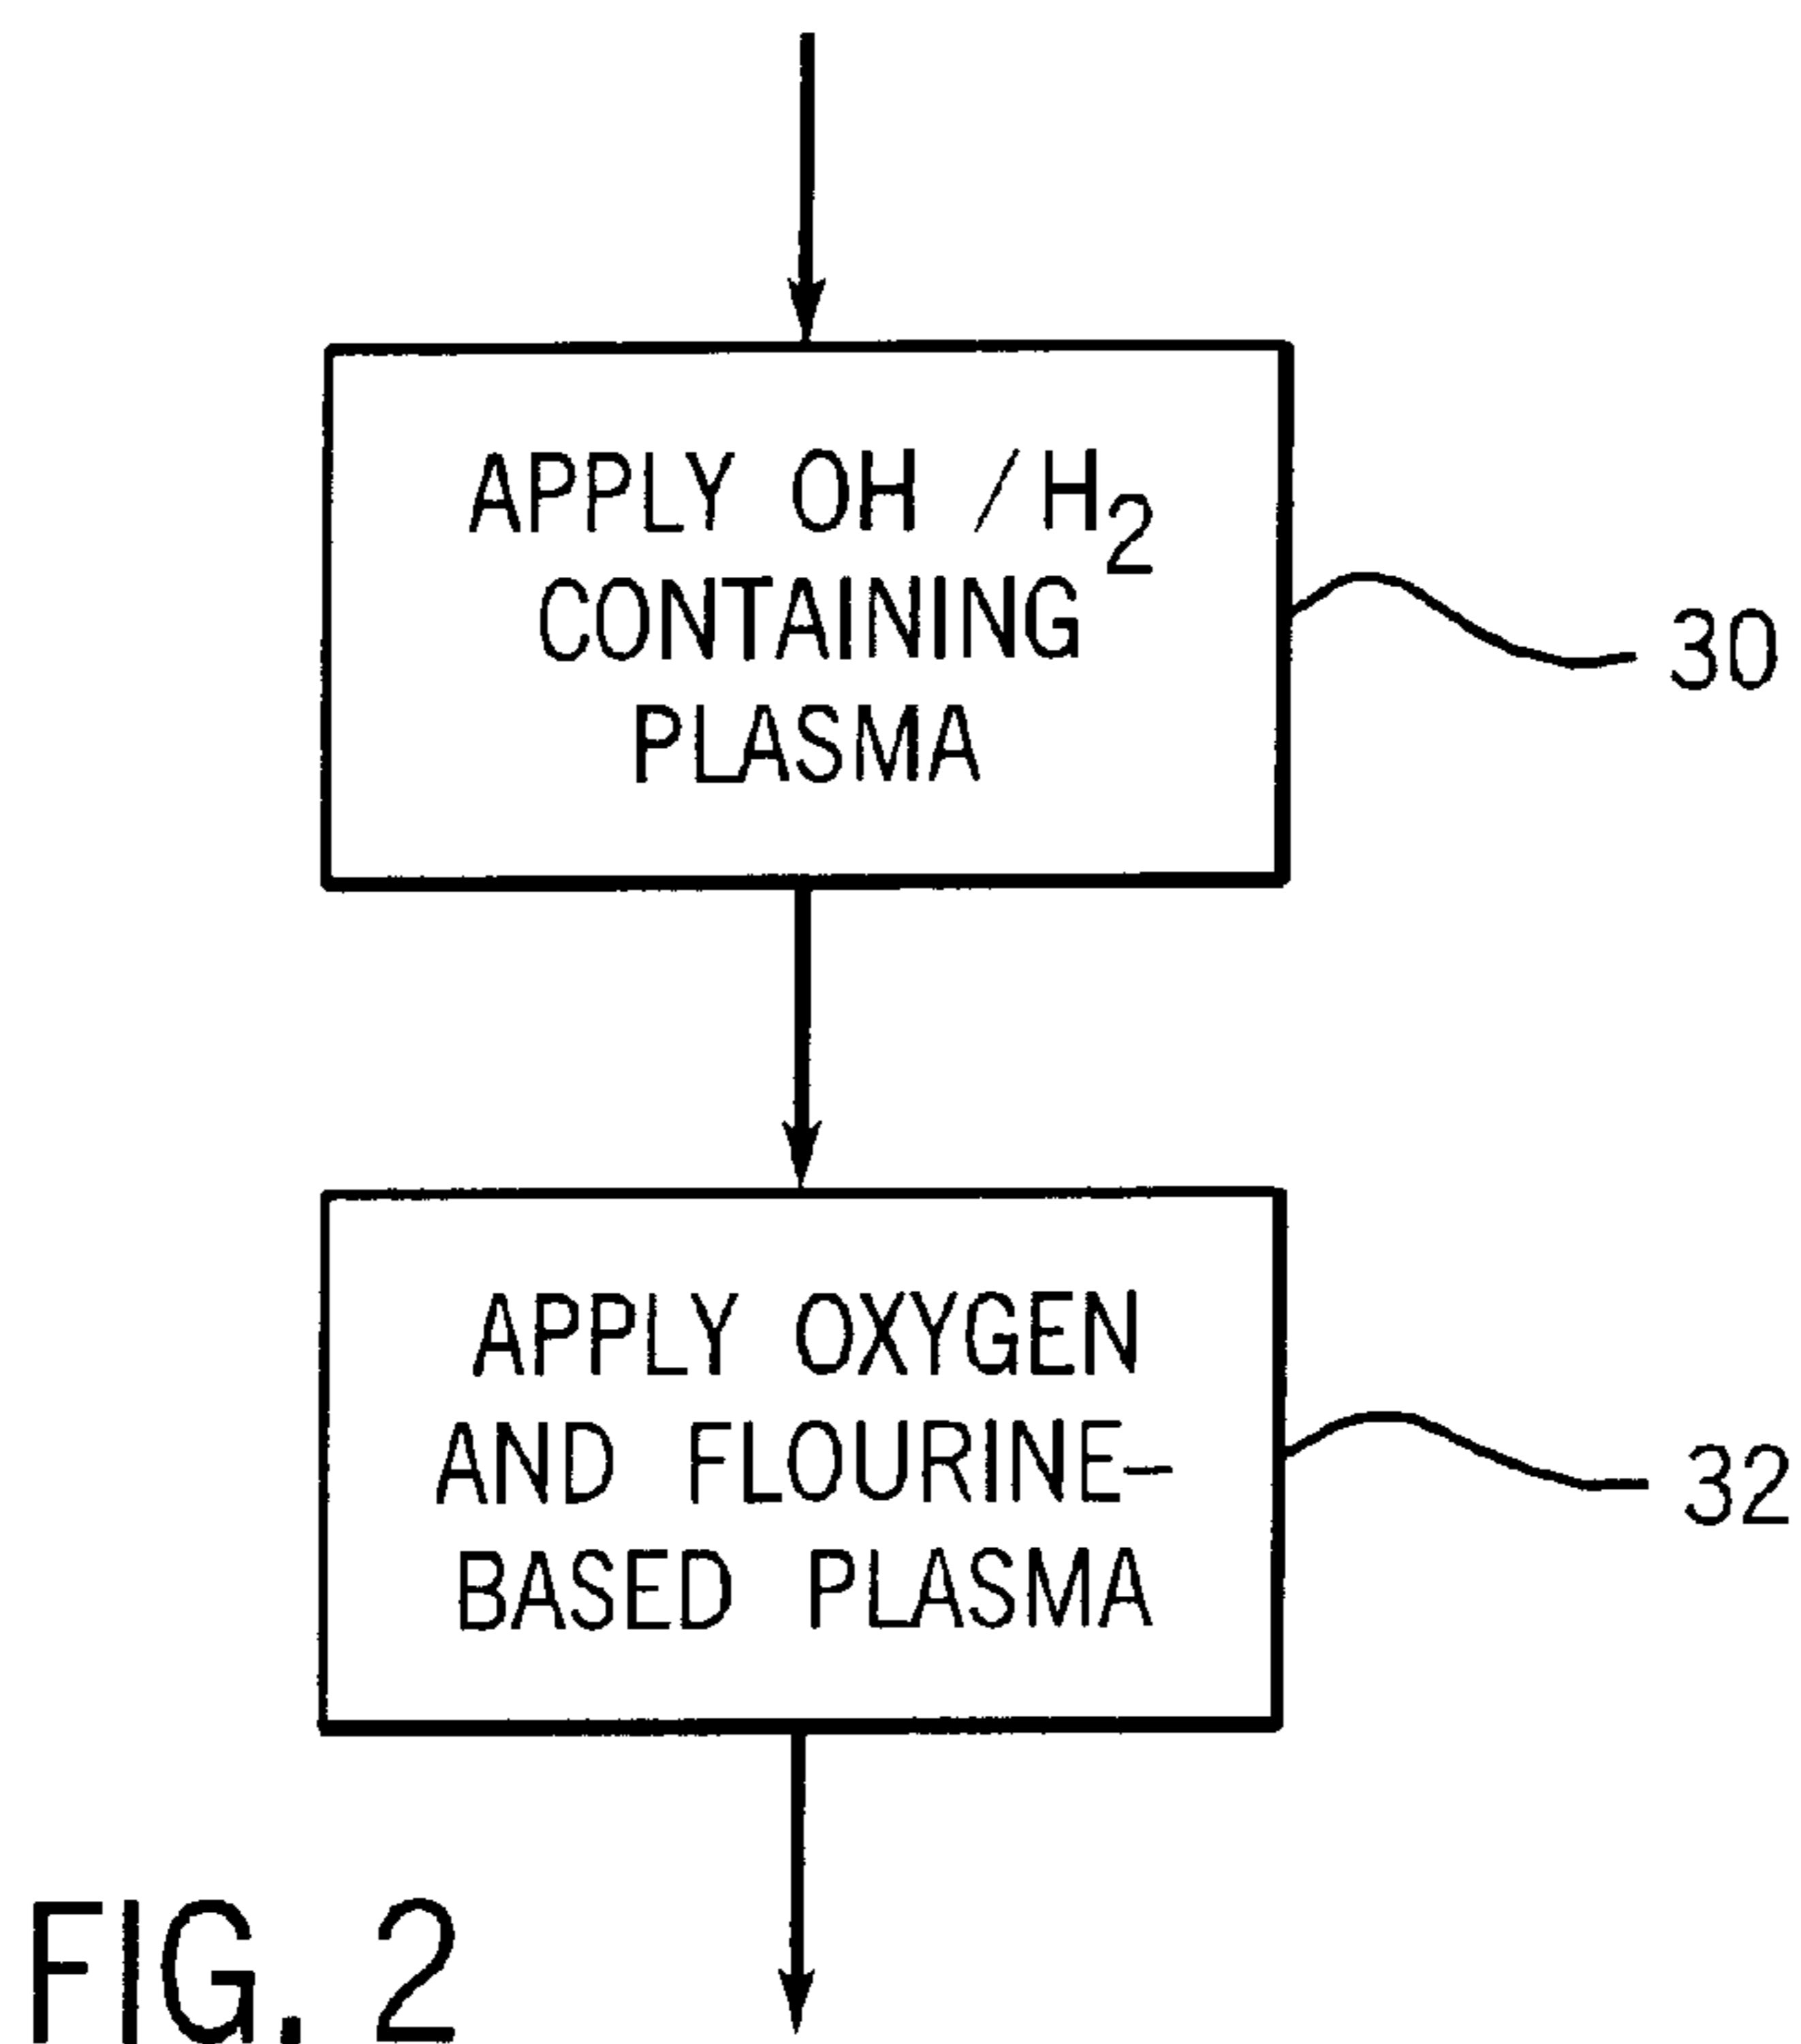 APPLY OH /H₂
CONTAINING
PLASMA
30
APPLY OXYGEN
AND FLOURINE-
BASED PLASMA
32
FIG. 2